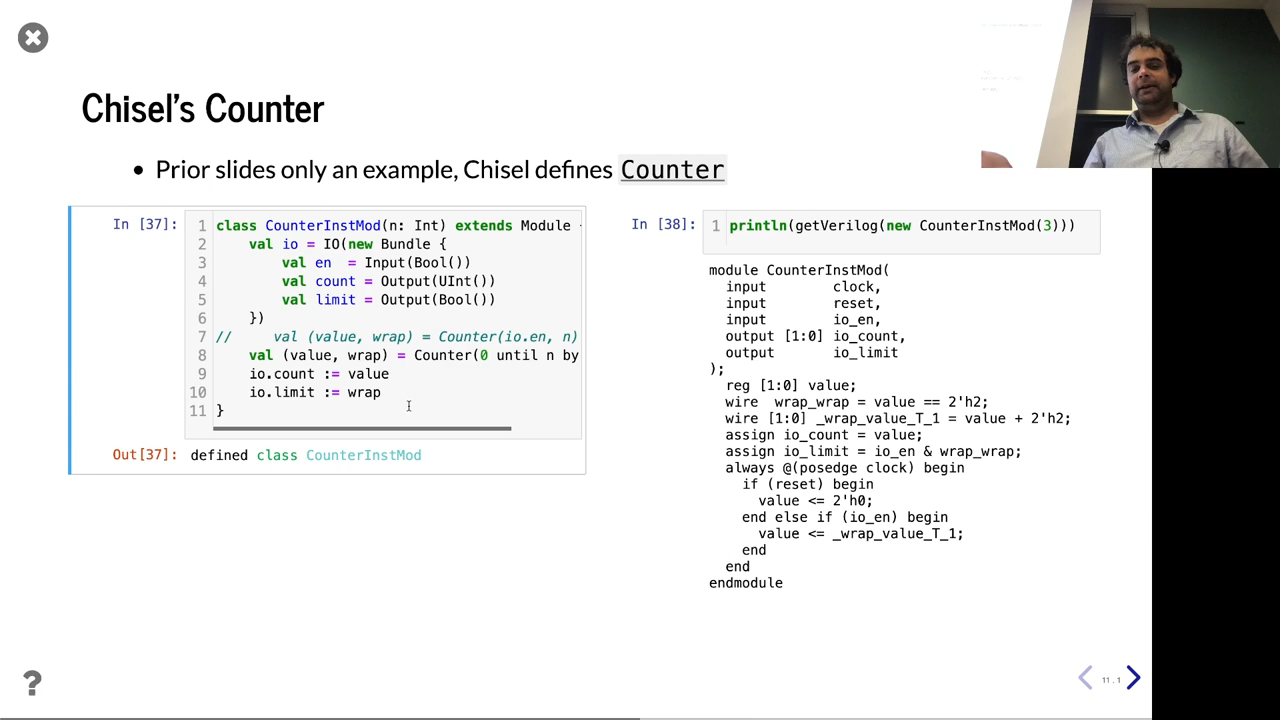 Chisel's Counter
• Prior slides only an example, Chisel defines Counter
In [37]:
1 class CounterInstMod(n: Int) extends Module
2     val io = IO(new Bundle {
3         val en  = Input(Bool())
4         val count = Output(UInt())
5         val limit = Output(Bool())
6     })
7 //     val (value, wrap) = Counter(io.en, n)
8     val (value, wrap) = Counter(0 until n by
9     io.count := value
10     io.limit := wrap
11 }
Out[37]: defined class CounterInstMod
In [38]:
1 println(getVerilog(new CounterInstMod(3)))
module CounterInstMod(
  input        clock,
  input        reset,
  input        io_en,
  output [1:0] io_count,
  output       io_limit
);
  reg [1:0] value;
  wire  wrap_wrap = value == 2'h2;
  wire [1:0] _wrap_value_T_1 = value + 2'h2;
  assign io_count = value;
  assign io_limit = io_en & wrap_wrap;
  always @(posedge clock) begin
    if (reset) begin
      value <= 2'h0;
    end else if (io_en) begin
      value <= _wrap_value_T_1;
    end
  end
endmodule
?
11.1